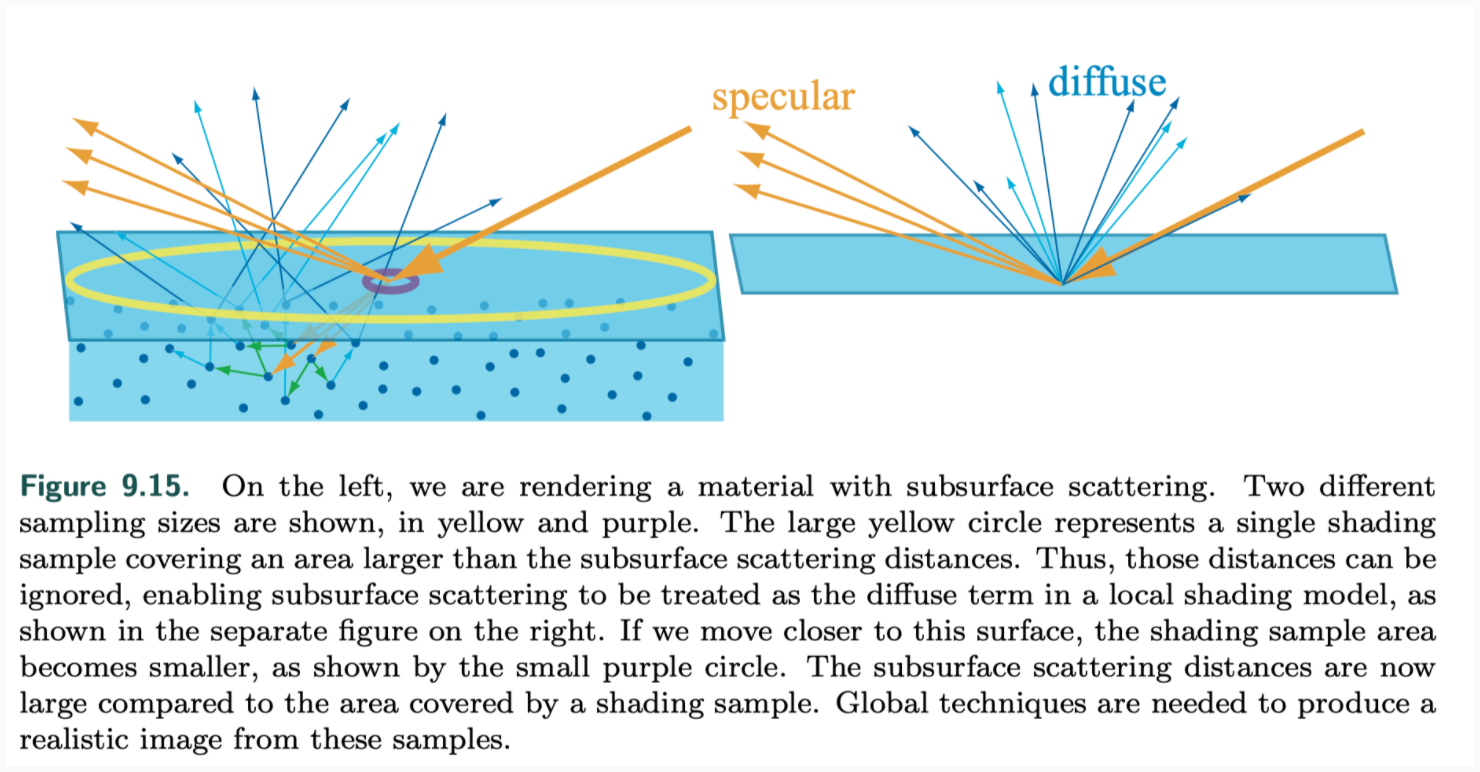 specular
diffuse
Figure 9.15. On the left, we are rendering a material with subsurface scattering. Two different
sampling sizes are shown, in yellow and purple. The large yellow circle represents a single shading
sample covering an area larger than the subsurface scattering distances. Thus, those distances can be
ignored, enabling subsurface scattering to be treated as the diffuse term in a local shading model, as
shown in the separate figure on the right. If we move closer to this surface, the shading sample area
becomes smaller, as shown by the small purple circle. The subsurface scattering distances are now
large compared to the area covered by a shading sample. Global techniques are needed to produce a
realistic image from these samples.